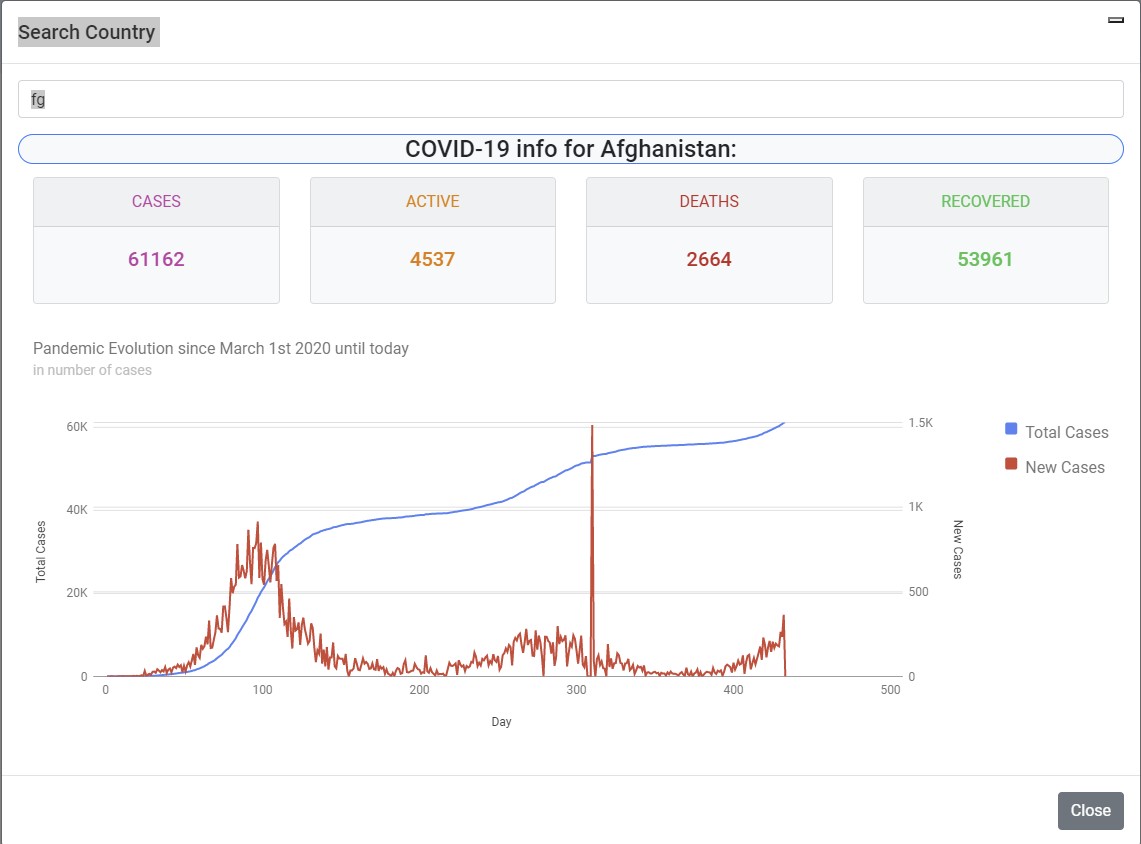 Search Country
fg
COVID-19 info for Afghanistan:
CASES ACTIVE DEATHS RECOVERED
61162 4537 2664 53961
Pandemic Evolution since March 1st 2020 until today
in number of cases
60K 1.5K
Total Cases
New Cases
40K 1K
Total Cases
New Cases
20K 500
0 0
0 100 200 300 400 500
Day
Close